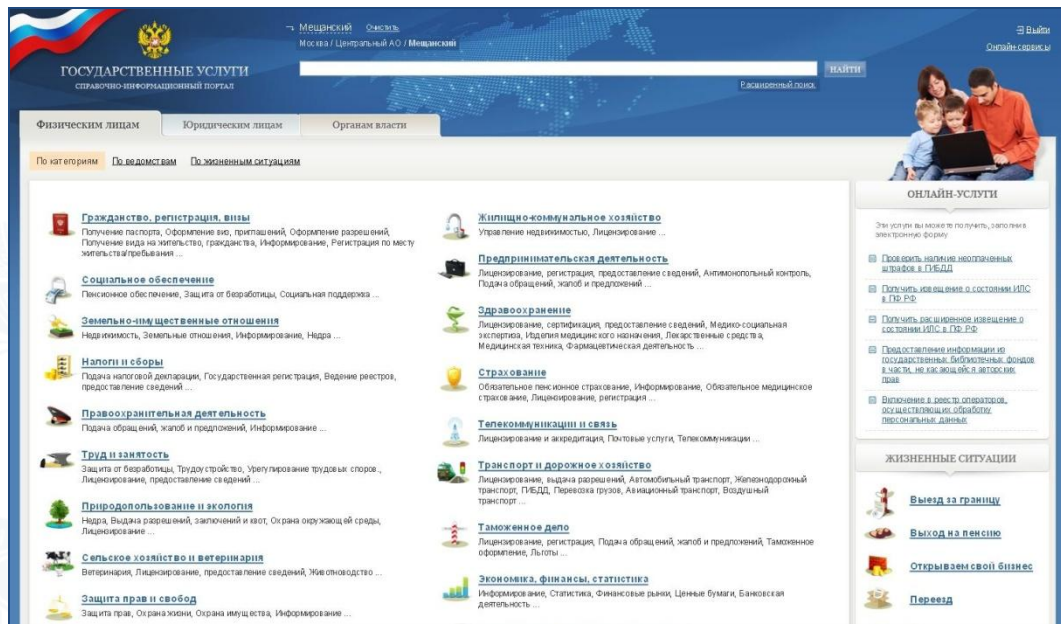 Мещанский Очистить
Москва / Центральный АО / Мещанский
Выйти
Онлайн-сервисы
ГОСУДАРСТВЕННЫЕ УСЛУГИ
СПРАВОЧНО-ИНФОРМАЦИОННЫЙ ПОРТАЛ
НАЙТИ
Расширенный поиск
Физическим лицам
Юридическим лицам
Органам власти
По категориям
По ведомствам
По жизненным ситуациям
Гражданство, регистрация, визы
Получение паспорта, Оформление виз, приглашений, Оформление разрешений,
Получение вида на жительство, гражданства, Информирование, Регистрация по месту
жительства/пребывания ...
Социальное обеспечение
Пенсионное обеспечение, Защита от безработицы, Социальная поддержка ...
Земельно-имущественные отношения
Недвижимость, Земельные отношения, Информирование, Недра ...
Налоги и сборы
Подача налоговой декларации, Государственная регистрация, Ведение реестров,
предоставление сведений ...
Правоохранительная деятельность
Подача обращений, жалоб и предложений, Информирование ...
Труд и занятость
Защита от безработицы, Трудоустройство, Урегулирование трудовых споров.,
Лицензирование, предоставление сведений ...
Природопользование и экология
Недра, Выдача разрешений, заключений и квот, Охрана окружающей среды,
Лицензирование ...
Сельское хозяйство и ветеринария
Ветеринария, Лицензирование, предоставление сведений, Животноводство ...
Защита прав и свобод
Защита прав, Охрана жизни, Охрана имущества, Информирование ...
Жилищно-коммунальное хозяйство
Управление недвижимостью, Лицензирование ...
Предпринимательская деятельность
Лицензирование, регистрация, предоставление сведений, Антимонопольный контроль,
Подача обращений, жалоб и предложений ...
Здравоохранение
Лицензирование, сертификация, предоставление сведений, Медико-социальная
экспертиза, Изделия медицинского назначения, Лекарственные средства,
Медицинская техника, Фармацевтическая деятельность ...
Страхование
Обязательное пенсионное страхование, Информирование, Обязательное медицинское
страхование, Лицензирование, регистрация ...
Телекоммуникации и связь
Лицензирование и аккредитация, Почтовые услуги, Телекоммуникации ...
Транспорт и дорожное хозяйство
Лицензирование, выдача разрешений, Автомобильный транспорт, Железнодорожный
транспорт, ГИБДД, Перевозка грузов, Авиационный транспорт, Воздушный
транспорт ...
Таможенное дело
Лицензирование, регистрация, Подача обращений, жалоб и предложений, Таможенное
оформление, Льготы ...
Экономика, финансы, статистика
Информирование, Статистика, Финансовые рынки, Ценные бумаги, Банковская
деятельность ...
ОНЛАЙН-УСЛУГИ
Эти услуги вы можете получить, заполнив
электронную форму
Проверить наличие неоплаченных
штрафов в ГИБДД
Получить извещение о состоянии ИЛС
в ПФ РФ
Получить расширенное извещение о
состоянии ИЛС в ПФ РФ
Предоставление информации из
государственных библиотечных фондов
в части, не касающейся авторских
прав
Включение в реестр операторов,
осуществляющих обработку
персональных данных
ЖИЗНЕННЫЕ СИТУАЦИИ
Выезд за границу
Выход на пенсию
Открываем свой бизнес
Переезд